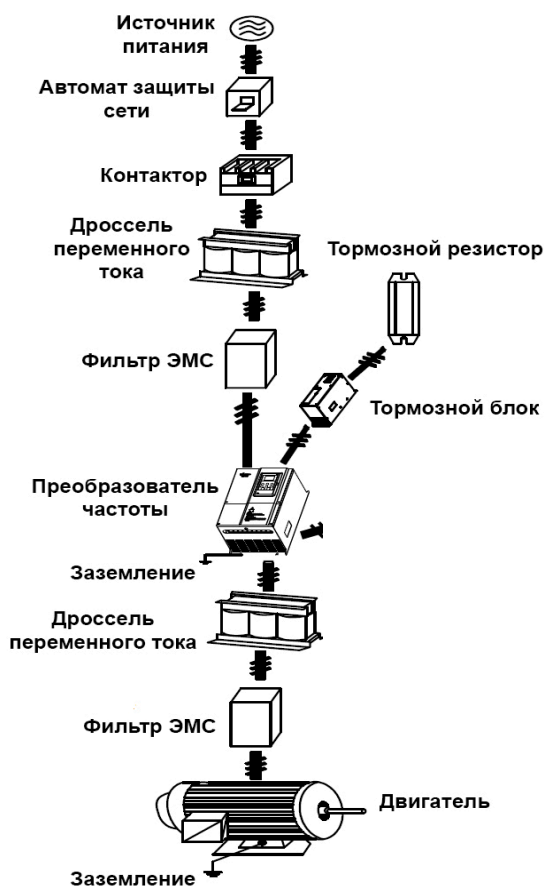 Источник
питания
Автомат защиты
сети
Контактор
Дроссель
переменного
тока
Тормозной резистор
Фильтр ЭМС
Тормозной блок
Преобразователь
частоты
Заземление
Дроссель
переменного тока
Фильтр ЭМС
Двигатель
Заземление